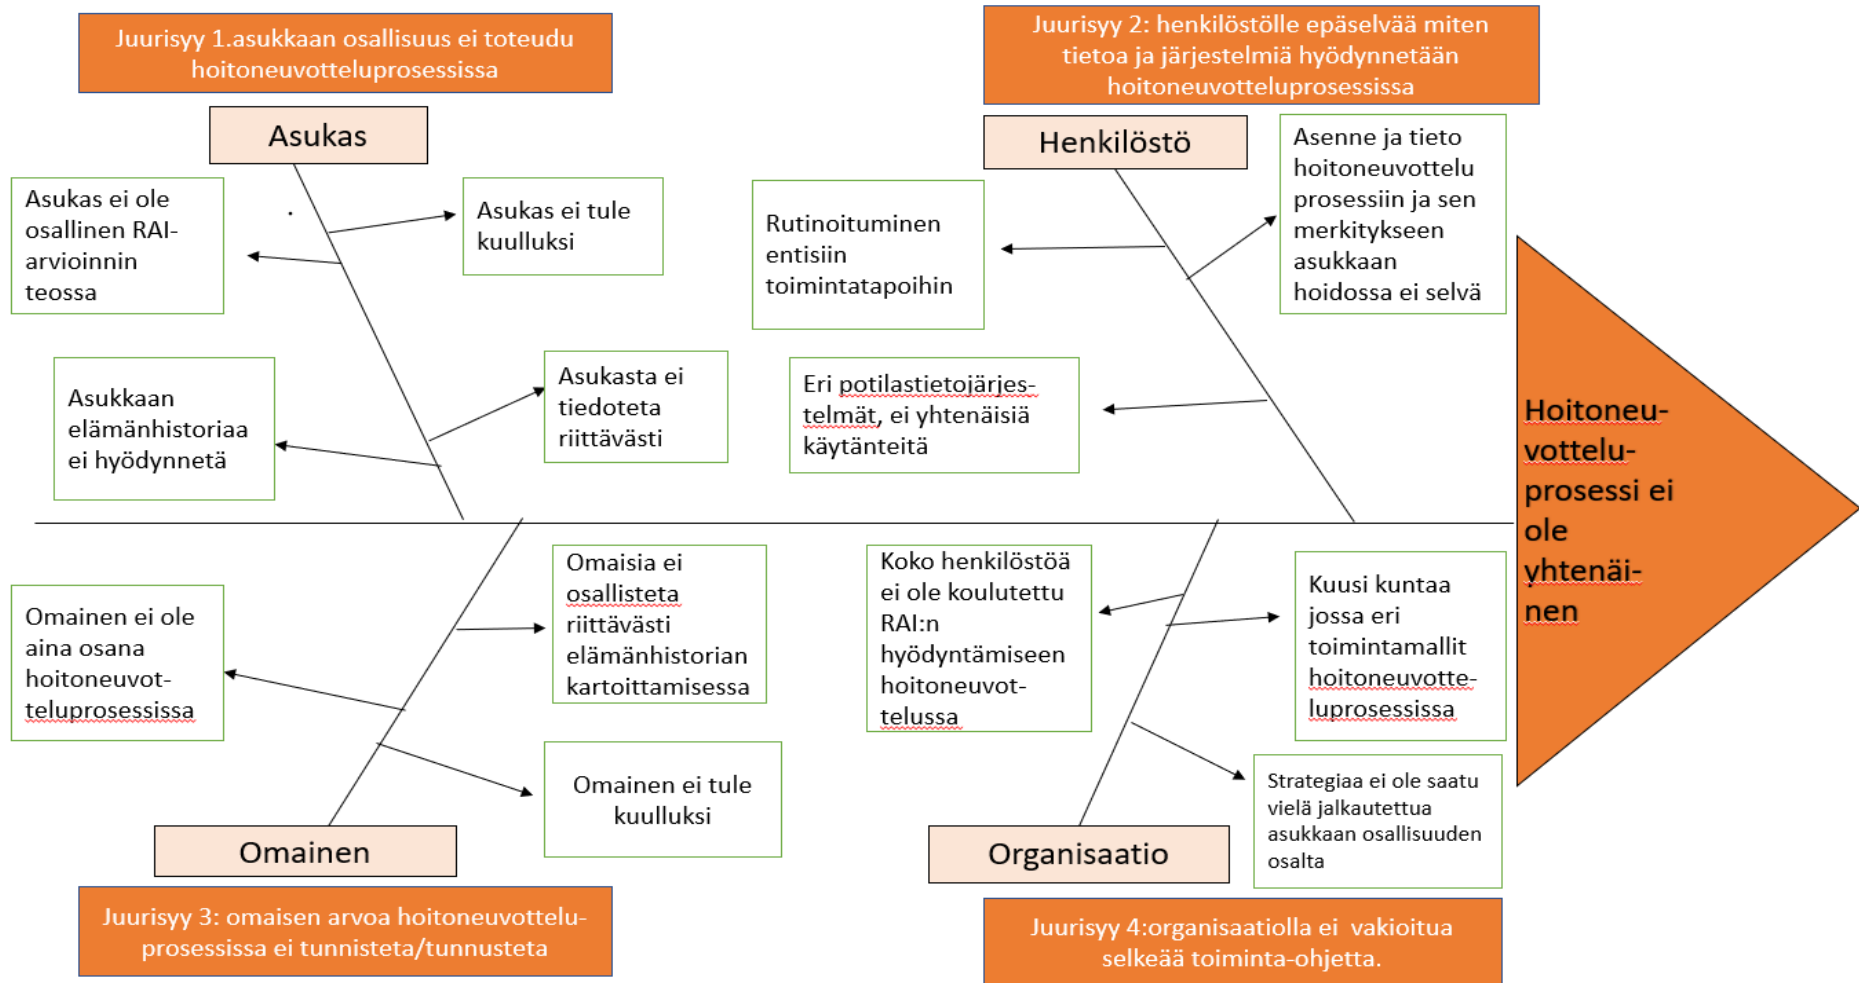 Juurisyy 1.asukkaan osallisuus ei toteudu
hoitoneuvotteluprosessissa
Juurisyy 2: henkilöstölle epäselvää miten
tietoa ja järjestelmiä hyödynnetään
hoitoneuvotteluprosessissa
Asukas
Henkilöstö
Asukas ei ole
osallinen RAI-
arvioinnin
teossa
Asukas ei tule
kuulluksi
Asukkaan
elämänhistoriaa
ei hyödynnetä
Asukasta ei
tiedoteta
riittävästi
Rutinoituminen
entisiin
toimintatapoihin
Asenne ja tieto
hoitoneuvottelu
prosessiin ja sen
merkitykseen
asukkaan
hoidossa ei selvä
Eri potilastietojärjes-
telmät, ei yhtenäisiä
käytänteitä
Hoitoneu-
vottelu-
prosessi ei
ole
yhtenäi-
nen
Omainen ei ole
aina osana
hoitoneuvot-
teluprosessissa
Omaisia ei
osallisteta
riittävästi
elämänhistorian
kartoittamisessa
Omainen ei tule
kuulluksi
Koko henkilöstöä
ei ole koulutettu
RAI:n
hyödyntämiseen
hoitoneuvot-
telussa
Kuusi kuntaa
jossa eri
toimintamallit
hoitoneuvotte-
luprosessissa
Strategiaa ei ole saatu
vielä jalkautettua
asukkaan osallisuuden
osalta
Omainen
Organisaatio
Juurisyy 3: omaisen arvoa hoitoneuvottelu-
prosessissa ei tunnisteta/tunnusteta
Juurisyy 4:organisaatiolla ei  vakioitua
selkeää toiminta-ohjetta.